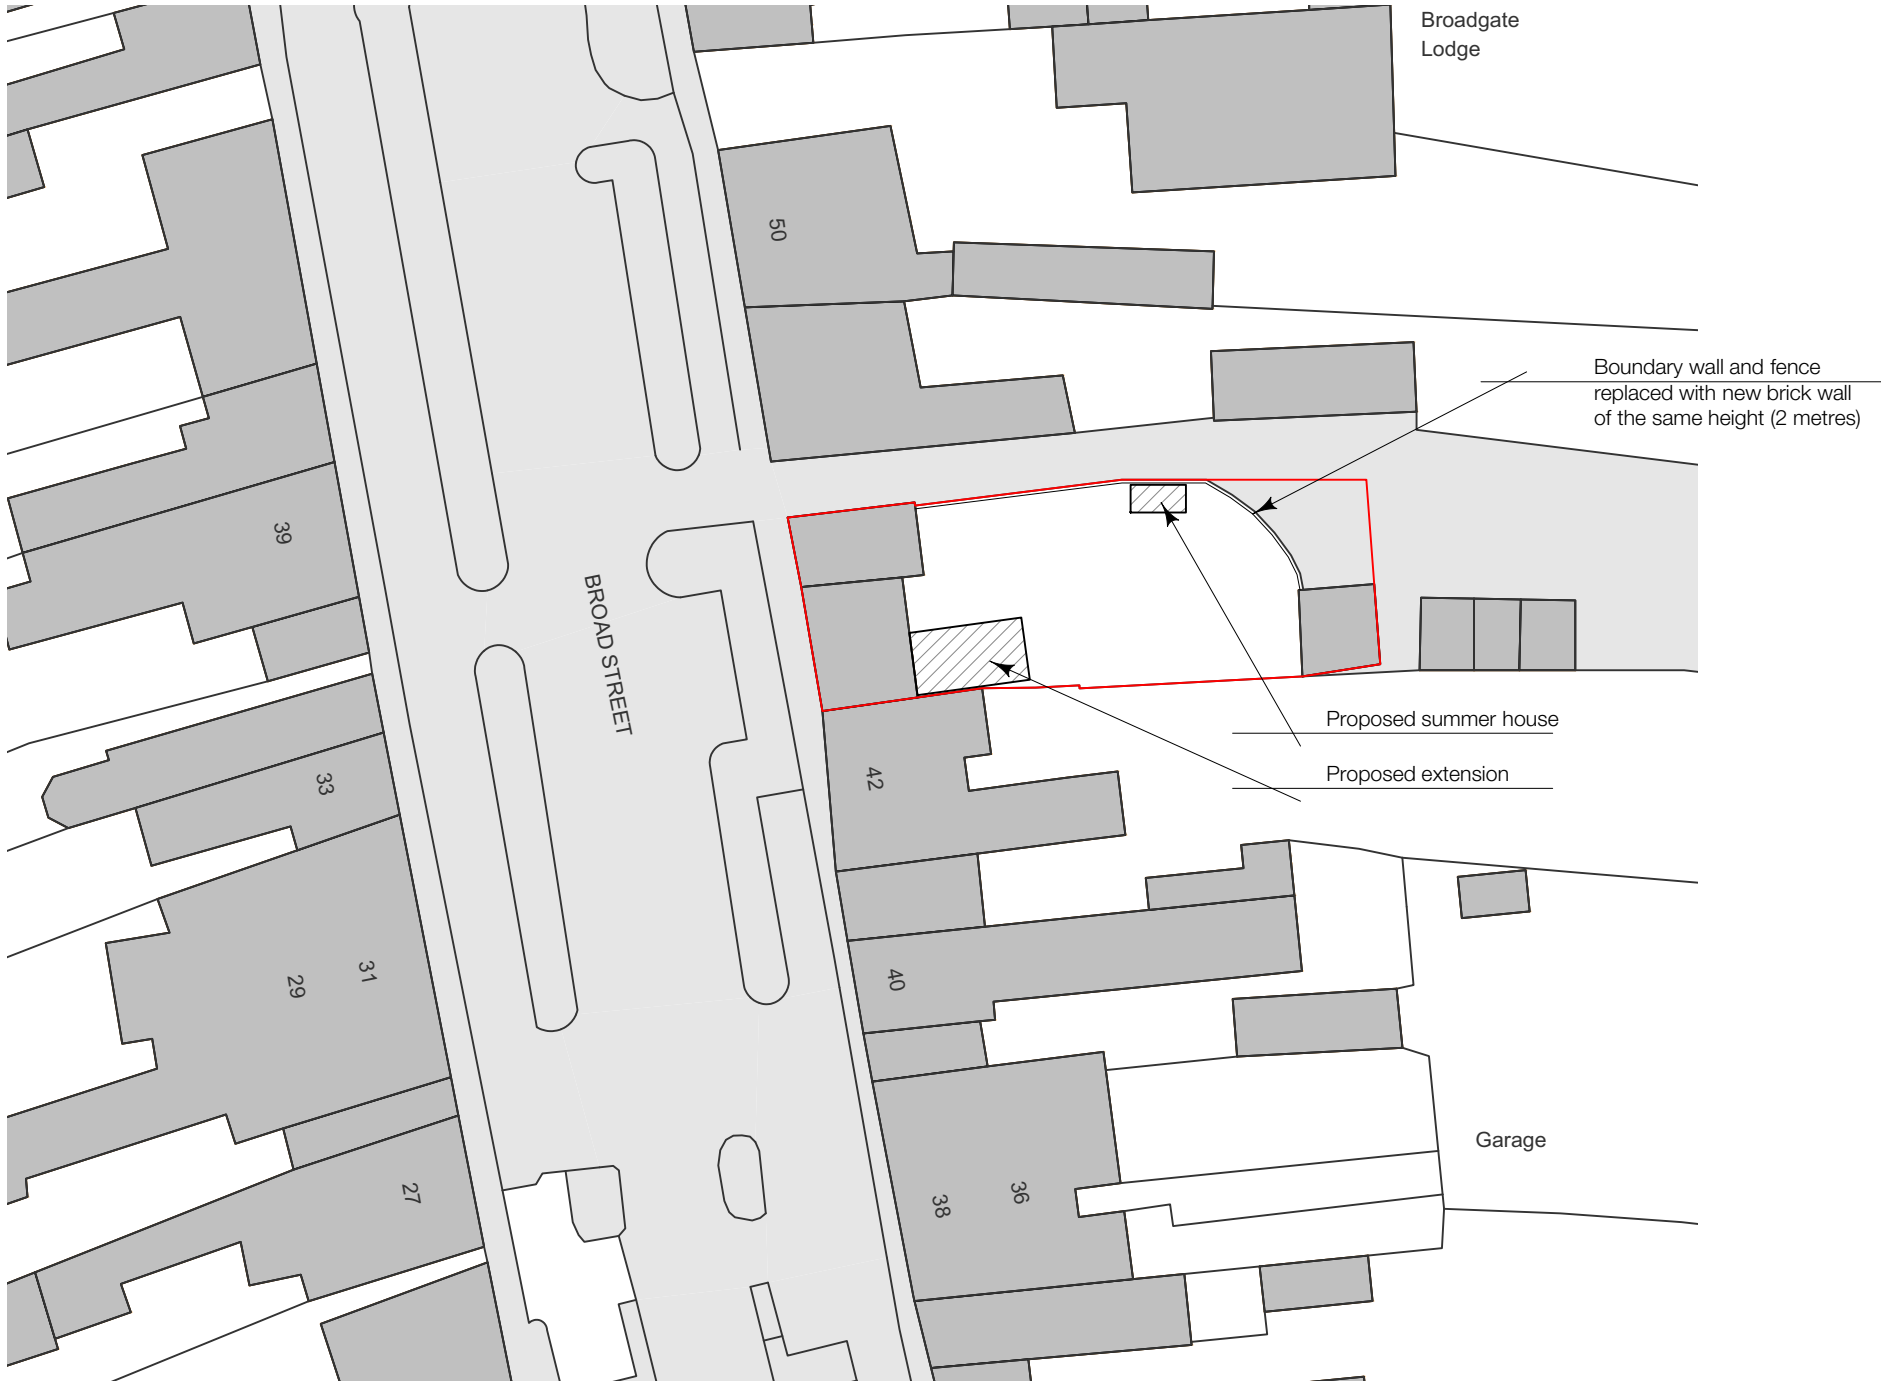 Broadgate
Lodge
50
Boundary wall and fence
replaced with new brick wall
of the same height (2 metres)
39
BROAD STREET
Proposed summer house
Proposed extension
33
42
31
29
40
Garage
27
38
36